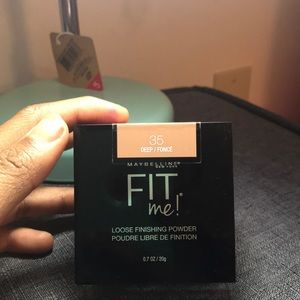 35
DEEP / FONCÉ
MAYBELLINE
NEW YORK
FIT
me!
LOOSE FINISHING POWDER
POUDRE LIBRE DE FINITION
0.7 OZ / 20g